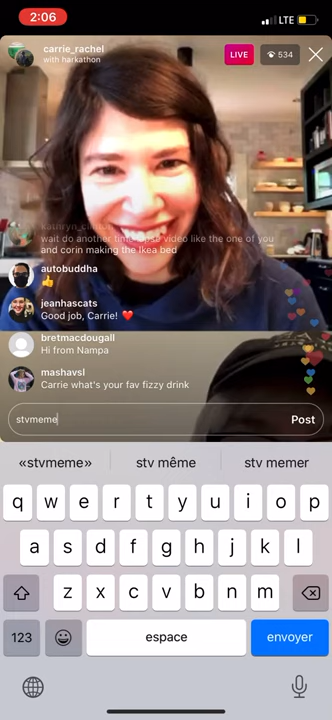 2:06
LTE
carrie_rachel
with harkathon
LIVE
534
wait do another time lapse video like the one of you
and corin making the Ikea bed
autobuddha
👍
jeanhascats
Good job, Carrie! ❤️
bretmacdougall
Hi from Nampa
mashavsl
Carrie what's your fav fizzy drink
stvmeme
Post
«stvmeme»
stv même
stv memer
q w e r t y u i o p
a s d f g h j k l
z x c v b n m
123
espace
envoyer